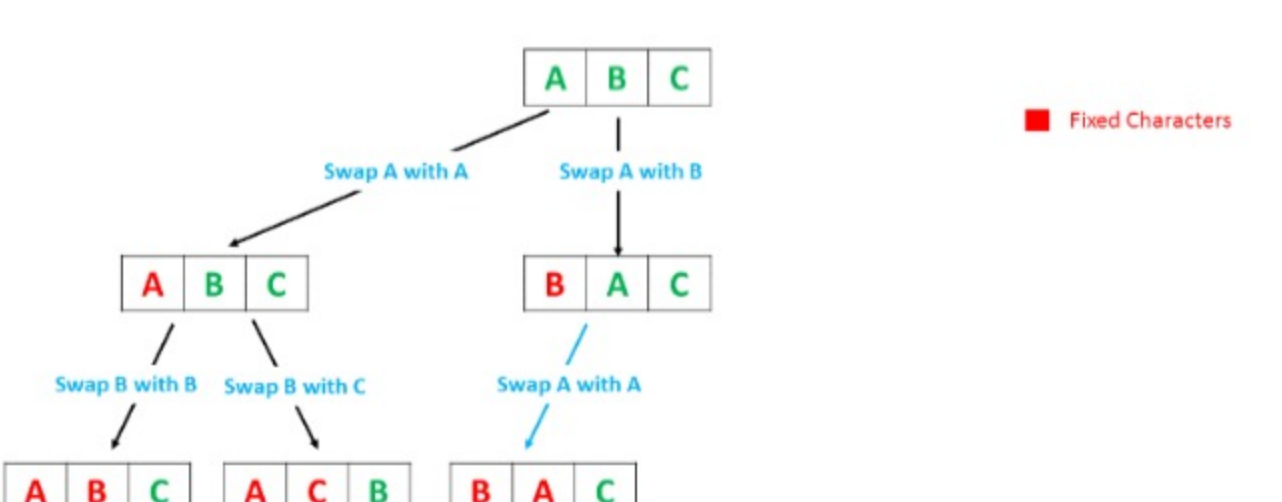 A B C
Fixed Characters
Swap A with A
Swap A with B
A B C
B A C
Swap B with B
Swap B with C
Swap A with A
A B C
A C B
B A C